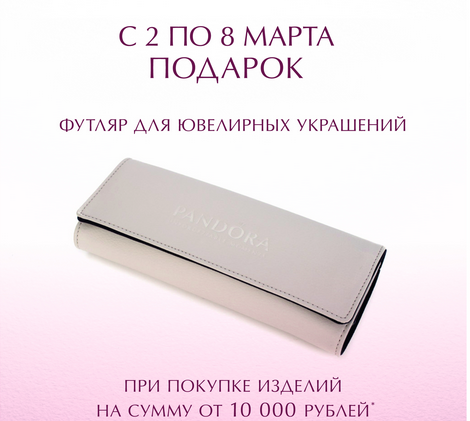 С 2 ПО 8 МАРТА
ПОДАРОК
ФУТЛЯР ДЛЯ ЮВЕЛИРНЫХ УКРАШЕНИЙ
PANDORA
ПРИ ПОКУПКЕ ИЗДЕЛИЙ
НА СУММУ ОТ 10 000 РУБЛЕЙ*